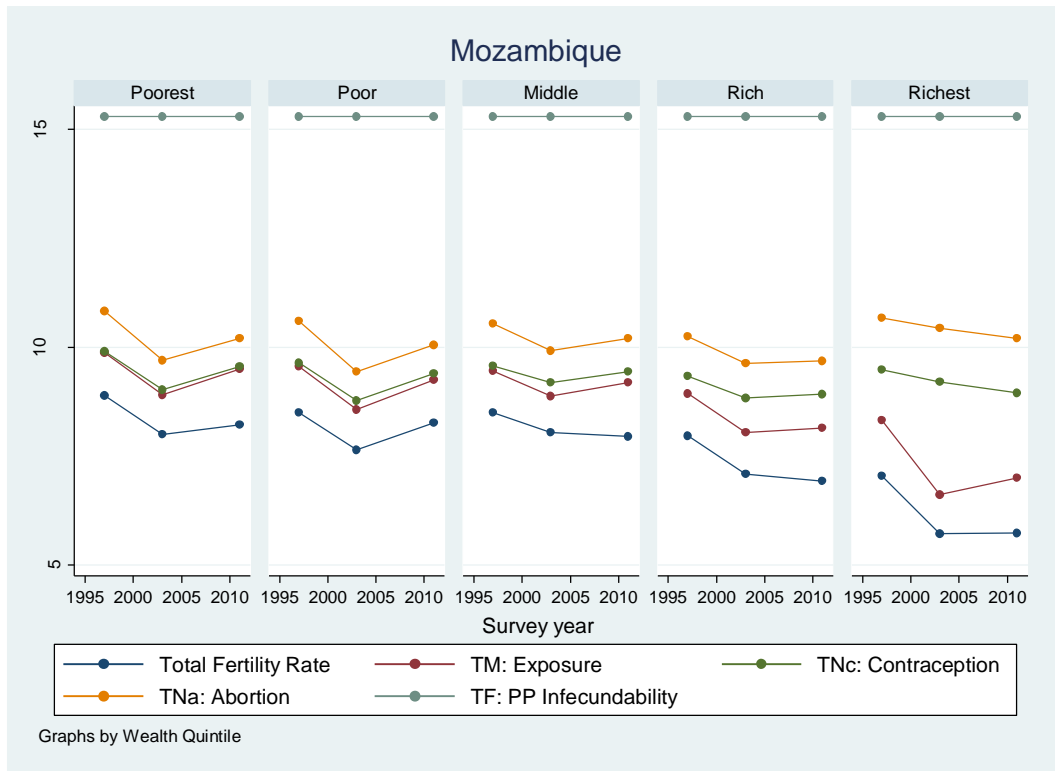 Mozambique
Poorest Poor Middle Rich Richest
15
10
5
1995 2000 2005 2010 1995 2000 2005 2010 1995 2000 2005 2010 1995 2000 2005 2010 1995 2000 2005 2010
Survey year
Total Fertility Rate TM: Exposure TNc: Contraception
TNa: Abortion TF: PP Infecundability
Graphs by Wealth Quintile